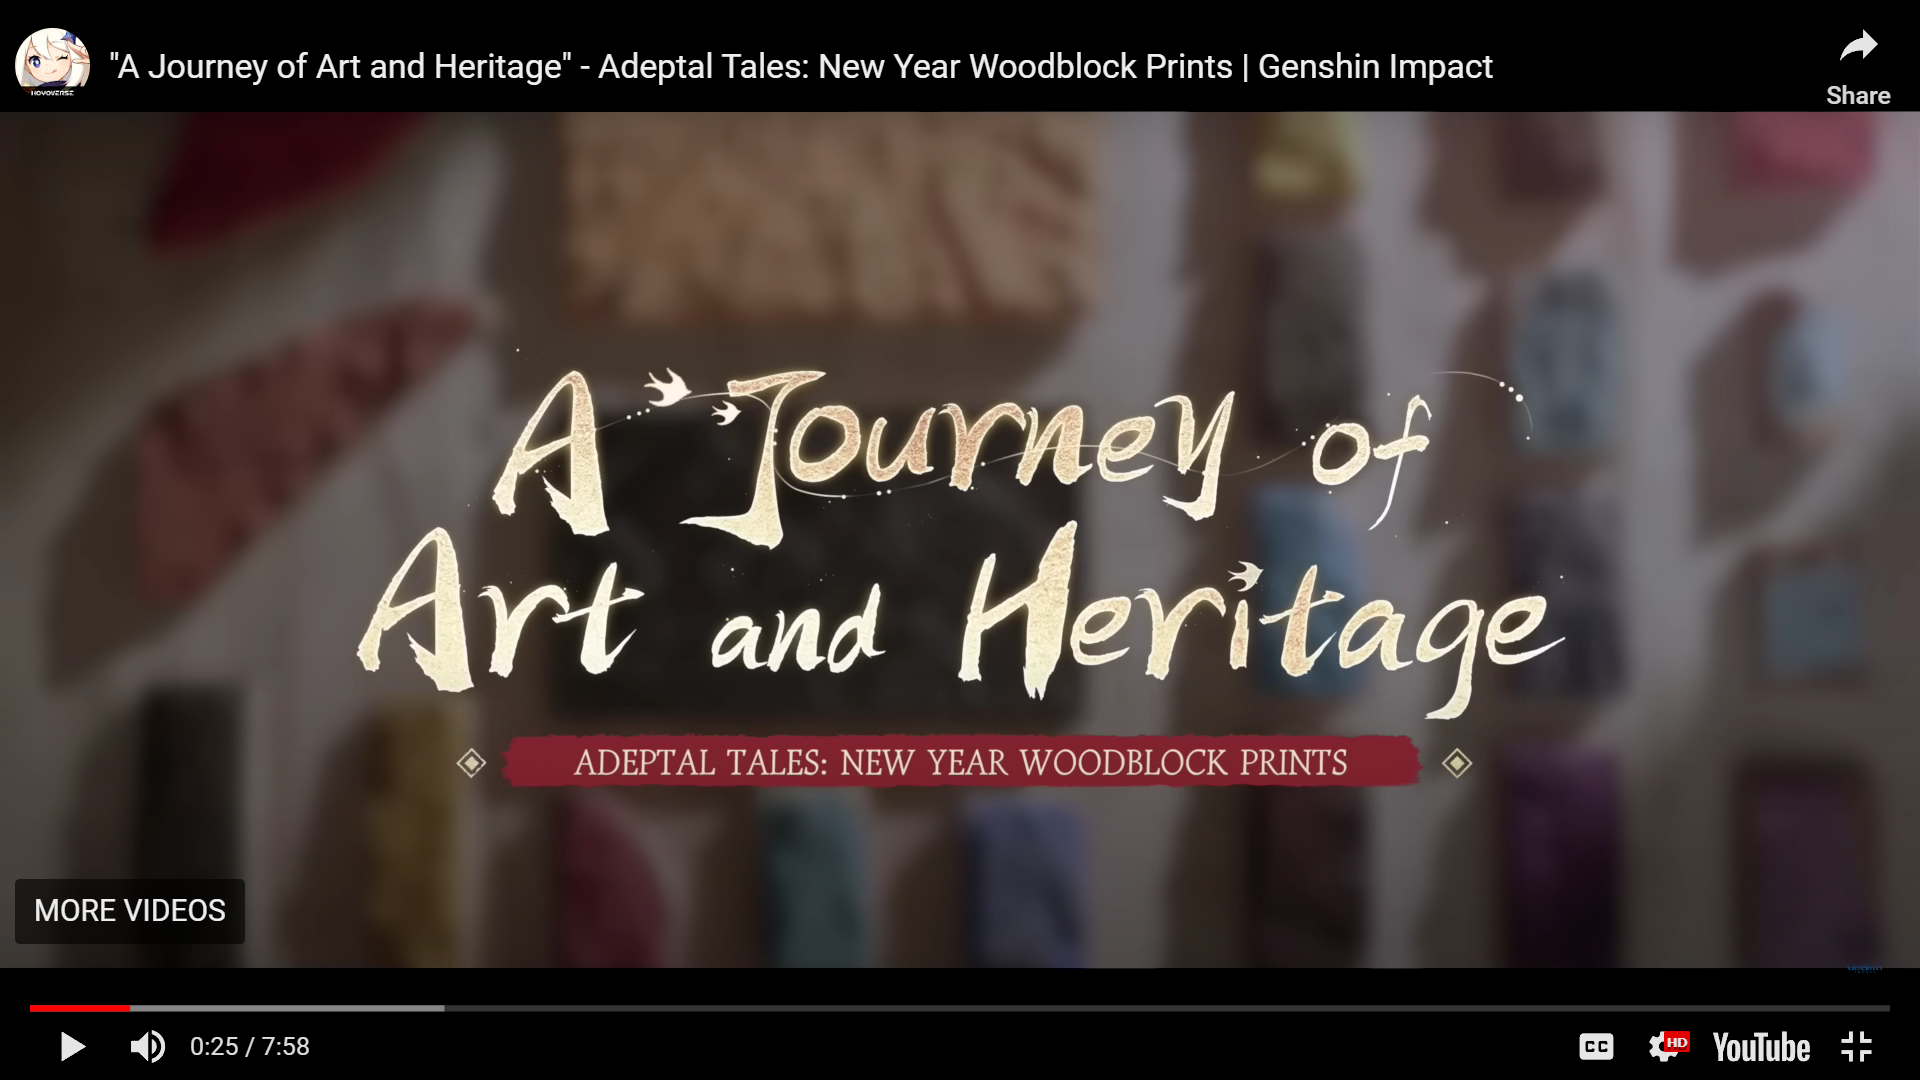 "A Journey of Art and Heritage" - Adeptal Tales: New Year Woodblock Prints | Genshin Impact
HOYOVERSE
Share
A Journey of
Art and Heritage
ADEPTAL TALES: NEW YEAR WOODBLOCK PRINTS
MORE VIDEOS
0:25 / 7:58
CC
HD
YouTube